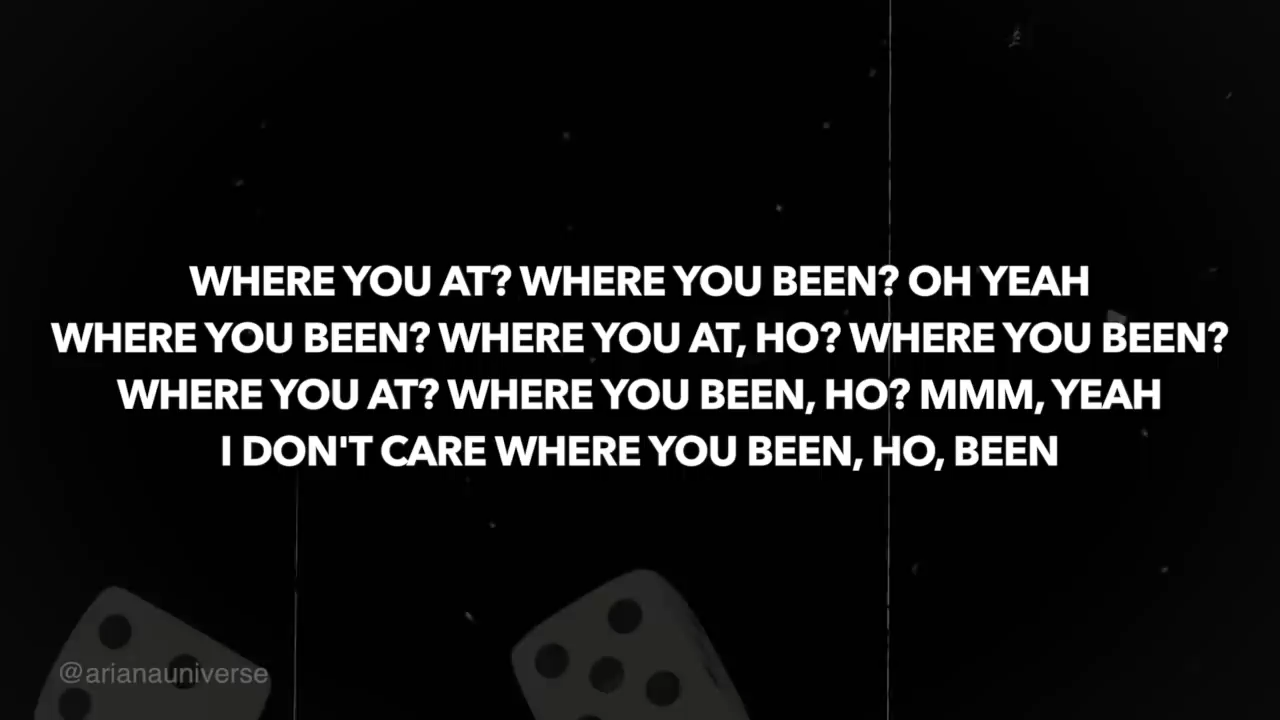 WHERE YOU AT? WHERE YOU BEEN? OH YEAH
WHERE YOU BEEN? WHERE YOU AT, HO? WHERE YOU BEEN?
WHERE YOU AT? WHERE YOU BEEN, HO? MMM, YEAH
I DON'T CARE WHERE YOU BEEN, HO, BEEN
@arianauniverse